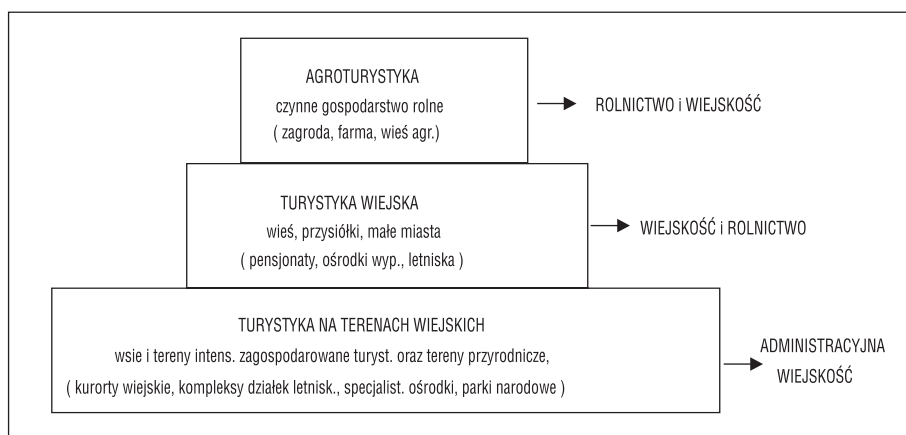 AGROTURYSTYKA
czynne gospodarstwo rolne
( zagroda, farma, wieś agr.)
ROLNICTWO i WIEJSKOŚĆ
TURYSTYKA WIEJSKA
wieś, przysiółki, małe miasta
( pensjonaty, ośrodki wyp., letniska )
WIEJSKOŚĆ i ROLNICTWO
TURYSTYKA NA TERENACH WIEJSKICH
wsie i tereny intens. zagospodarowane turyst. oraz tereny przyrodnicze,
( kurorty wiejskie, kompleksy działek letnisk., specjalist. ośrodki, parki narodowe )
ADMINISTRACYJNA
WIEJSKOŚĆ